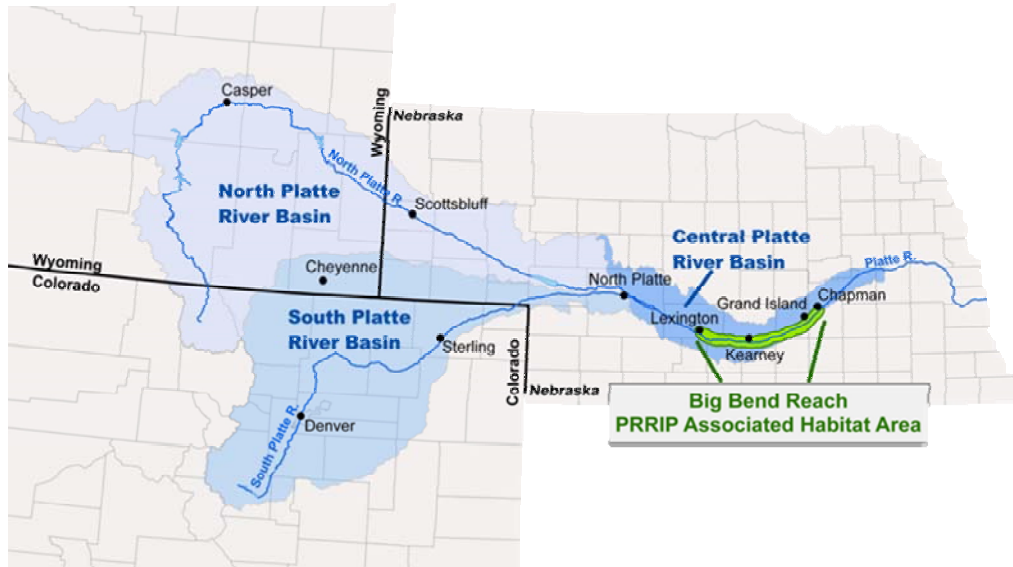 Casper
Wyoming
Nebraska
North Platte R.
North Platte
River Basin
Scottsbluff
Central Platte
River Basin
Platte R.
Wyoming
Colorado
Cheyenne
North Platte
Grand Island
Chapman
South Platte
River Basin
Lexington
Sterling
Kearney
Colorado
Nebraska
Big Bend Reach
PRRIP Associated Habitat Area
South Platte R.
Denver